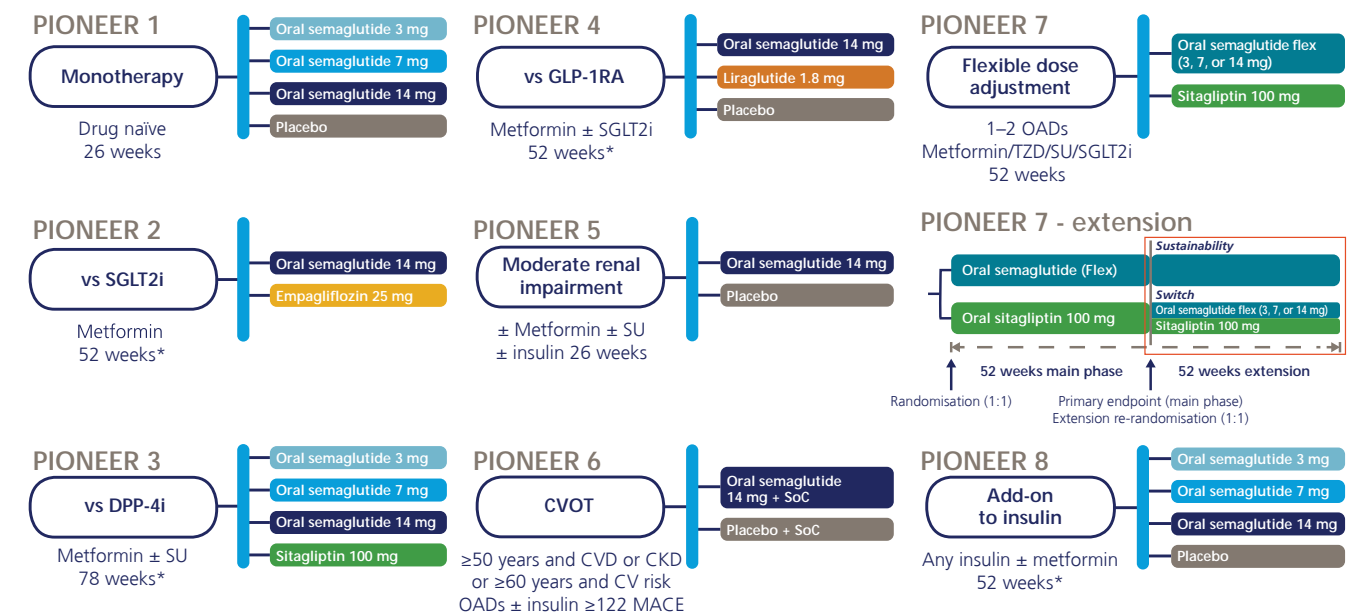 PIONEER 1
Monotherapy
Drug naïve
26 weeks
Oral semaglutide 3 mg
Oral semaglutide 7 mg
Oral semaglutide 14 mg
Placebo
PIONEER 4
vs GLP-1RA
Metformin ± SGLT2i
52 weeks*
Oral semaglutide 14 mg
Liraglutide 1.8 mg
Placebo
PIONEER 7
Flexible dose
adjustment
1–2 OADs
Metformin/TZD/SU/SGLT2i
52 weeks
Oral semaglutide flex
(3, 7, or 14 mg)
Sitagliptin 100 mg
PIONEER 2
vs SGLT2i
Metformin
52 weeks*
Oral semaglutide 14 mg
Empagliflozin 25 mg
PIONEER 5
Moderate renal
impairment
± Metformin ± SU
± insulin 26 weeks
Oral semaglutide 14 mg
Placebo
PIONEER 7 - extension
Sustainability
Oral semaglutide (Flex)
Switch
Oral sitagliptin 100 mg
Oral semaglutide flex (3, 7, or 14 mg)
Sitagliptin 100 mg
52 weeks main phase
52 weeks extension
Randomisation (1:1)
Primary endpoint (main phase)
Extension re-randomisation (1:1)
PIONEER 3
vs DPP-4i
Metformin ± SU
78 weeks*
Oral semaglutide 3 mg
Oral semaglutide 7 mg
Oral semaglutide 14 mg
Sitagliptin 100 mg
PIONEER 6
CVOT
≥50 years and CVD or CKD
or ≥60 years and CV risk
OADs ± insulin ≥122 MACE
Oral semaglutide
14 mg + SoC
Placebo + SoC
PIONEER 8
Add-on
to insulin
Any insulin ± metformin
52 weeks*
Oral semaglutide 3 mg
Oral semaglutide 7 mg
Oral semaglutide 14 mg
Placebo